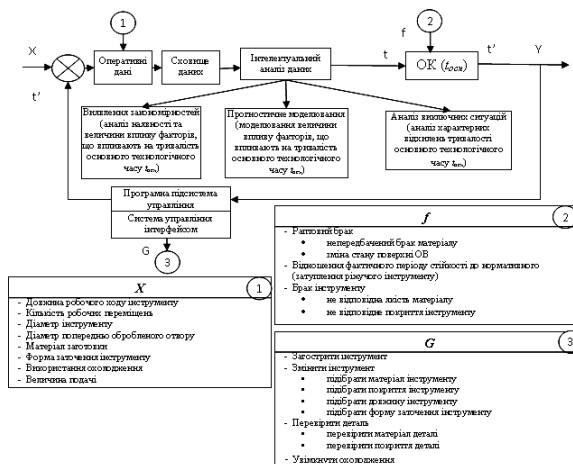 1
2
X
f
t
t'
Y
Оперативні
дані
Сховище
даних
Інтелектуальний
аналіз даних
ОК (tосн)
t'
Виявлення закономірностей
(аналіз наявності та
величини впливу факторів,
що впливають на тривалість
основного технологічного
часу
Прогностичне моделювання
(моделювання величини
впливу факторів, що
впливають на тривалість
основного технологічного
часу
Аналіз виключних ситуацій
(аналіз характерних
відхилень тривалості
основного технологічного
часу
Програмна підсистема
управління
Система управління
інтерфейсом
G
3
X
1
- Довжина робочого ходу інструменту
- Кількість робочих переміщень
- Діаметр інструменту
- Діаметр попередньо обробленого отвору
- Матеріал заготовки
- Форма заточення інструменту
- Використання охолодження
- Величина подачі
f
2
- Раптовий брак
• непередбачений брак матеріалу
• зміна стану поверхні ОВ
- Відношення фактичного періоду стійкості до нормативного
(затуплення ріжучого інструменту)
- Брак інструменту
• не відповідна якість матеріалу
• не відповідне покриття інструменту
G
3
- Загострити інструмент
- Змінити інструмент
• підібрати матеріал інструменту
• підібрати покриття інструменту
• підібрати довжину інструменту
• підібрати форму заточення інструменту
- Перевірити деталь
• перевірити матеріал деталі
• перевірити покриття деталі
- Увімкнути охолодження